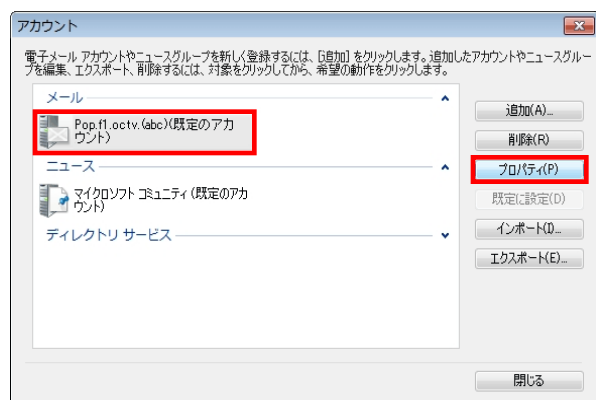 アカウント
電子メール アカウントやニュースグループを新しく登録するには、[追加] をクリックします。追加したアカウントやニュースグルー
プを編集、エクスポート、削除するには、対象をクリックしてから、希望の動作をクリックします。
メール
Pop.f1.octv.(abc)(既定のアカ
ウント)
ニュース
マイクロソフト コミュニティ (既定のアカ
ウント)
ディレクトリ サービス
追加(A)...
削除(R)
プロパティ(P)
既定に設定(D)
インポート(I)...
エクスポート(E)...
閉じる